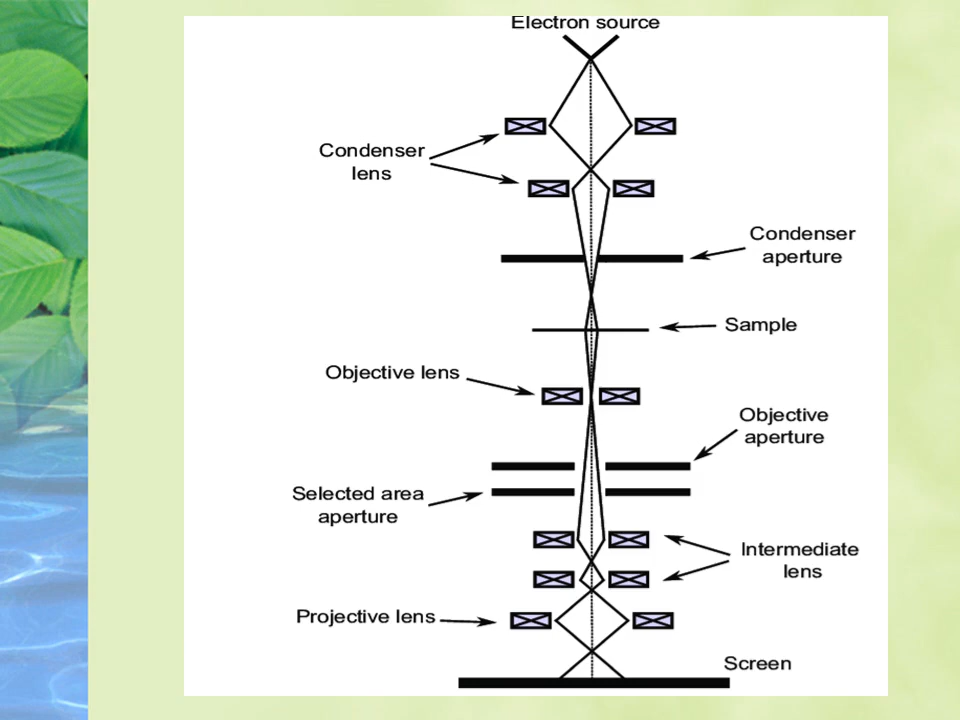 Electron source
Condenser
lens
Condenser
aperture
Sample
Objective lens
Objective
aperture
Selected area
aperture
Intermediate
lens
Projective lens
Screen